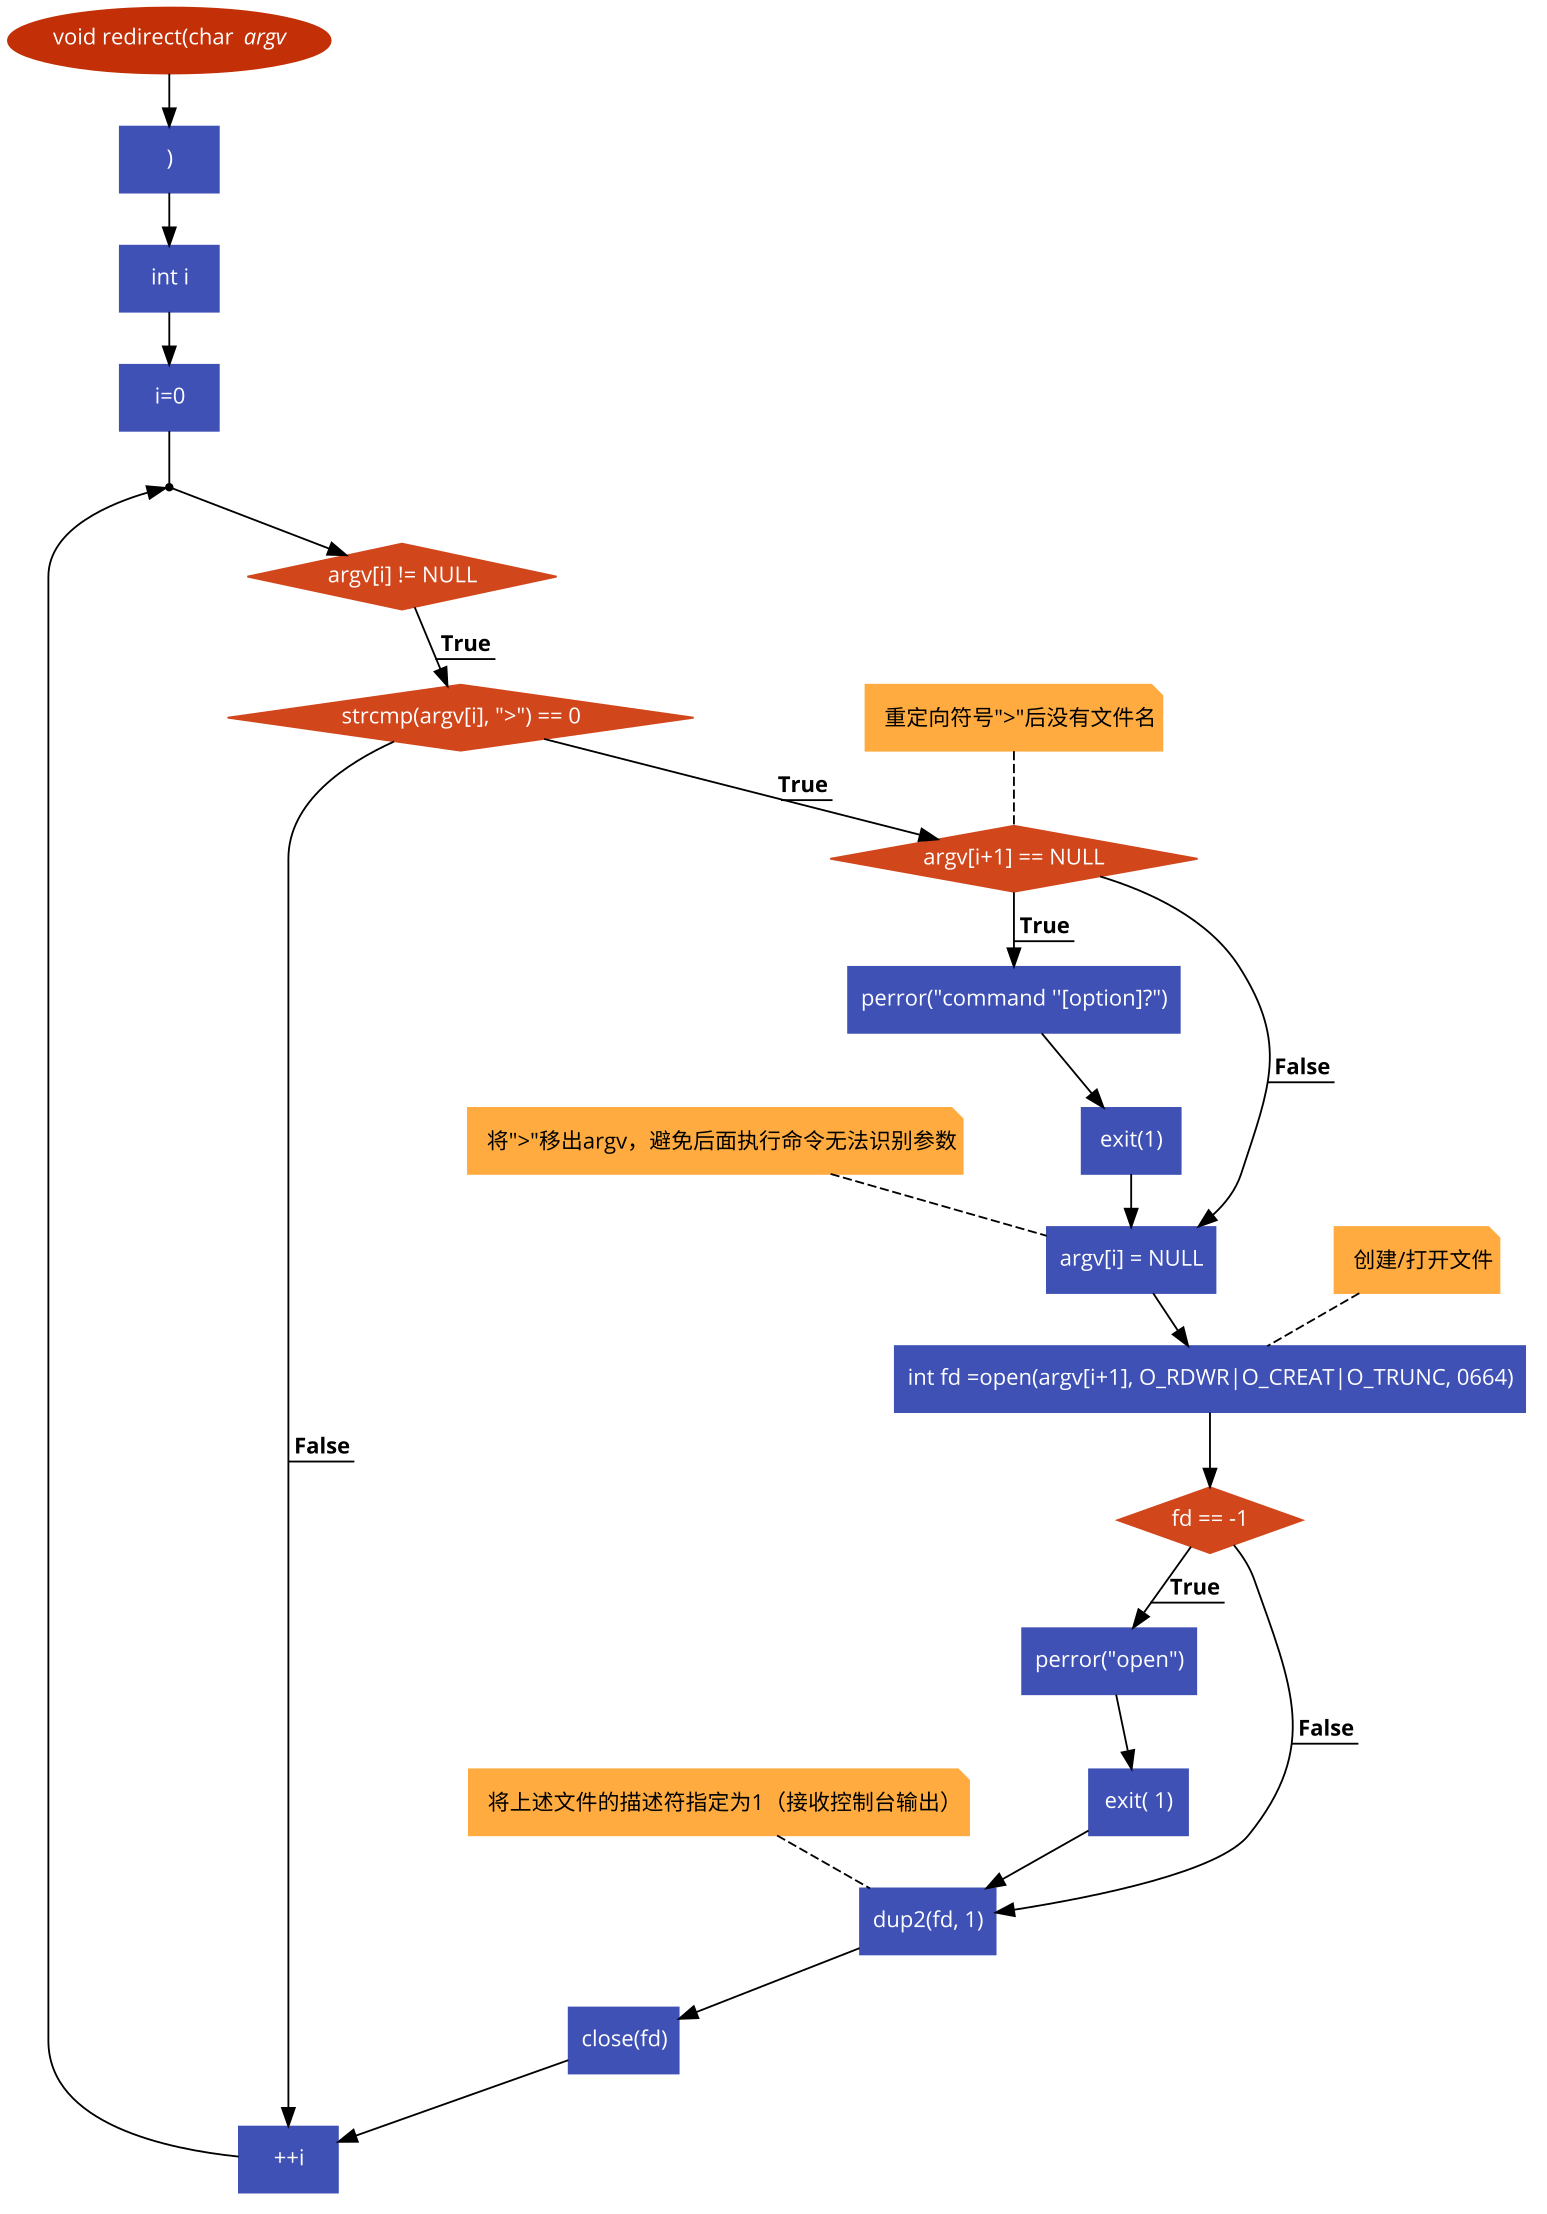 void redirect(char argv
)
int i
i=0
argv[i] != NULL
True
strcmp(argv[i], ">") == 0
重定向符号">"后没有文件名
True
argv[i+1] == NULL
True
perror("command ''[option]?")
False
将">"移出argv，避免后面执行命令无法识别参数
exit(1)
argv[i] = NULL
创建/打开文件
int fd =open(argv[i+1], O_RDWR|O_CREAT|O_TRUNC, 0664)
False
fd == -1
True
perror("open")
False
将上述文件的描述符指定为1（接收控制台输出）
exit( 1)
dup2(fd, 1)
close(fd)
++i